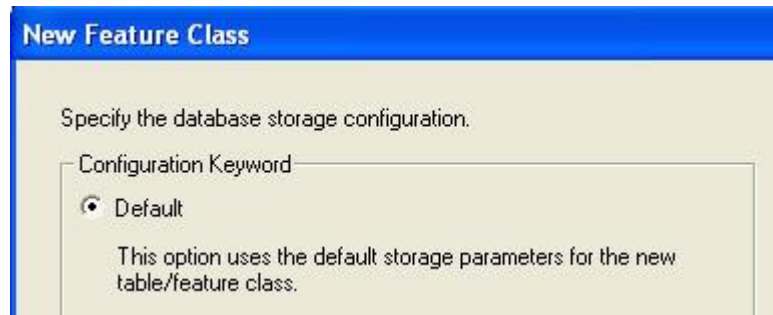 New Feature Class
Specify the database storage configuration.
Configuration Keyword
Default
This option uses the default storage parameters for the new
table/feature class.